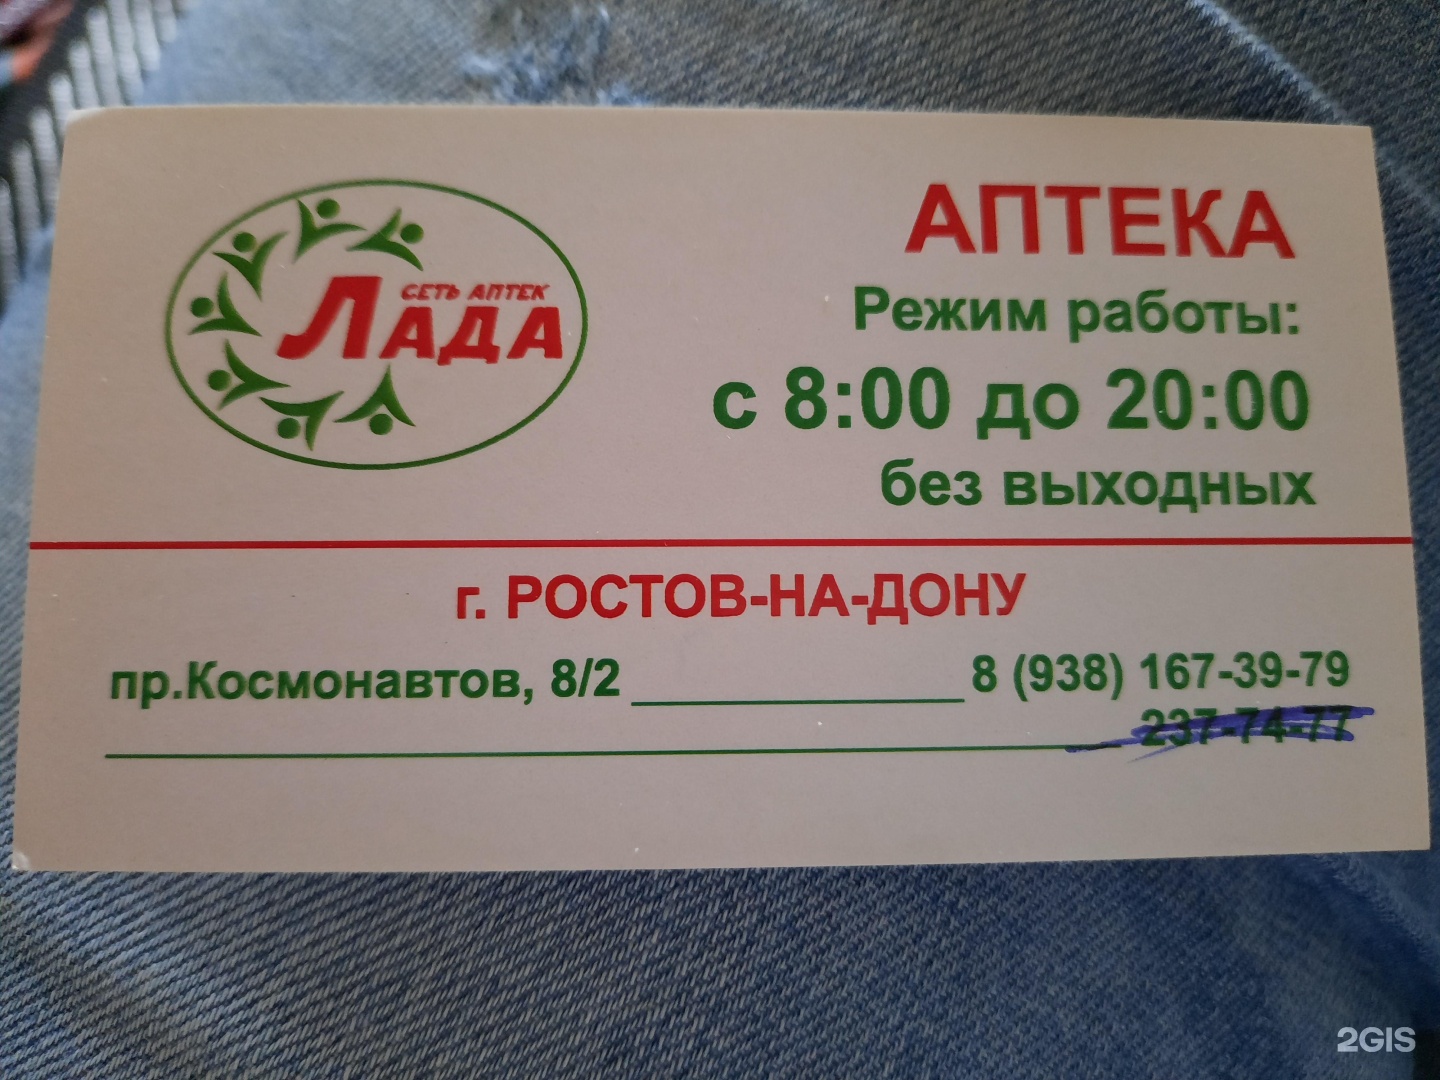 СЕТЬ АПТЕК
ЛАДА
АПТЕКА
Режим работы:
с 8:00 до 20:00
без выходных
г. РОСТОВ-НА-ДОНУ
пр.Космонавтов, 8/2 8 (938) 167-39-79
237-74-77
2GIS